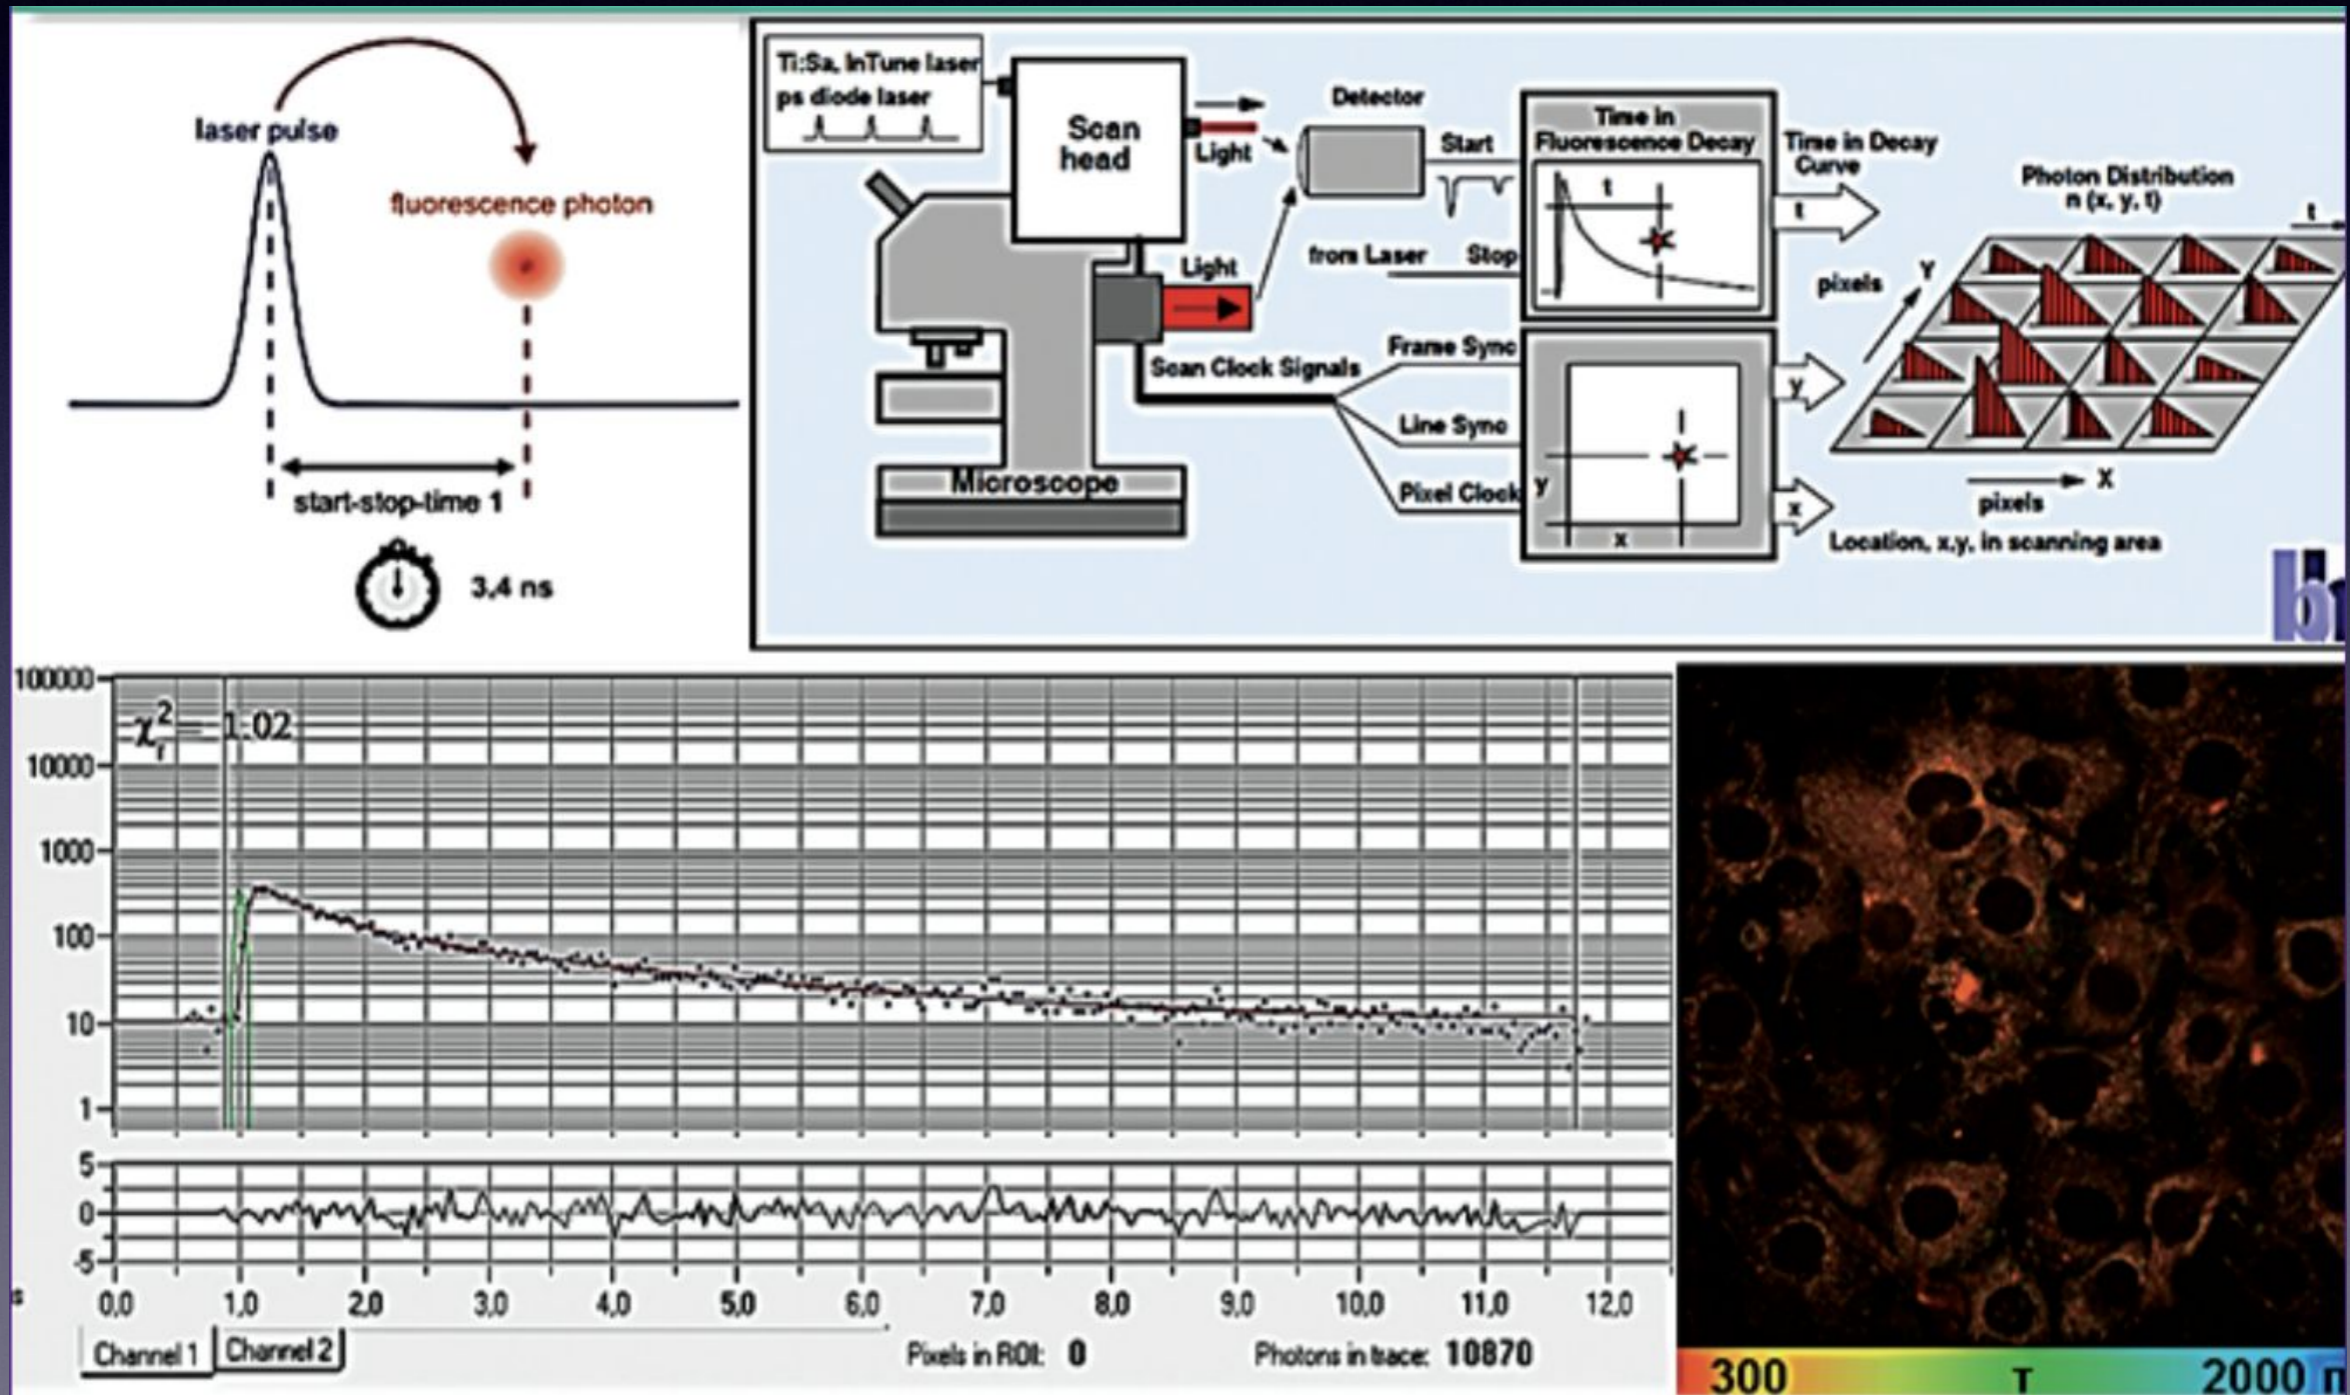 laser pulse
fluorescence photon
start-stop-time 1
3,4 ns
Ti:Sa, InTune laser
ps diode laser
Scan
head
Light
Detector
Start
Time in
Fluorescence Decay
t
Time in Decay
Curve
t
Photon Distribution
n (x, y, t)
t
from Laser
Stop
Light
pixels
Y
Scan Clock Signals
Frame Sync
Line Sync
Pixel Clock
y
x
y
x
Microscope
X
pixels
Location, x,y, in scanning area
χ²r = 1.02
100000
10000
1000
100
10
1
5
0
-5
0,0 1,0 2,0 3,0 4,0 5,0 6,0 7,0 8,0 9,0 10,0 11,0 12,0
Channel 1 Channel 2 Pixels in ROI: 0 Photons in trace: 10870
300 T 2000